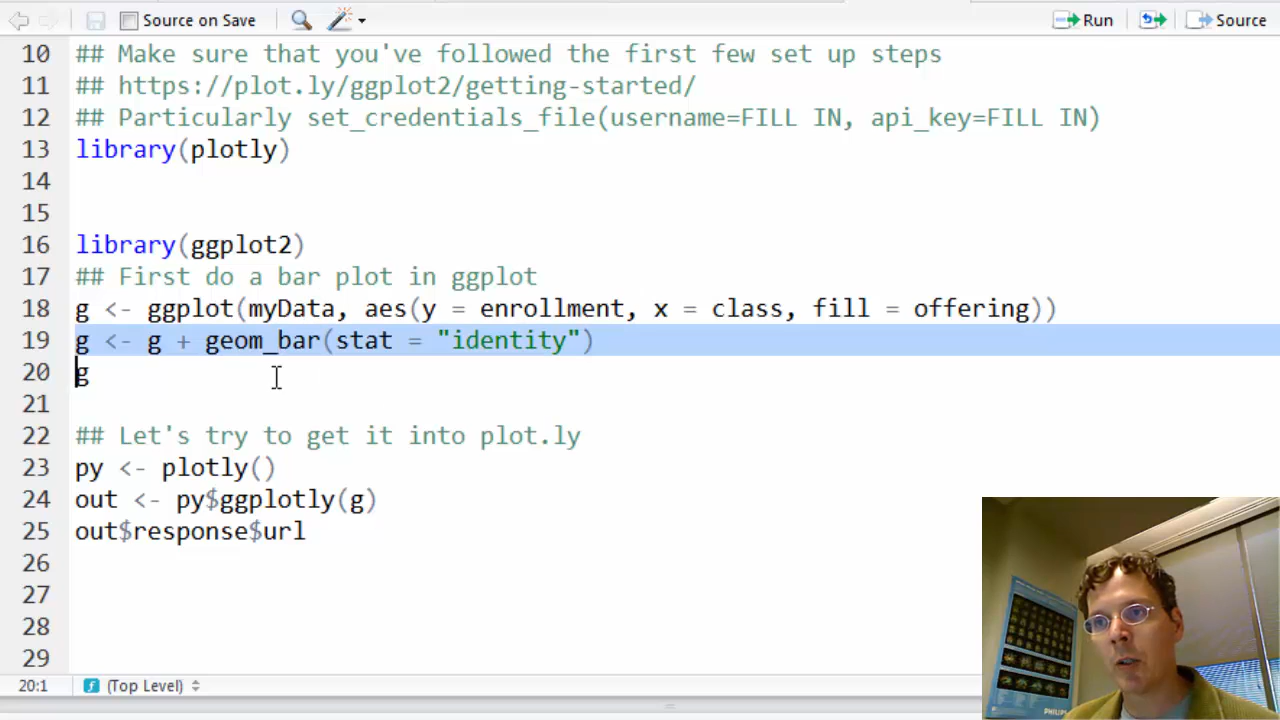 Source on Save
Run
Source
10 ## Make sure that you've followed the first few set up steps
11 ## https://plot.ly/ggplot2/getting-started/
12 ## Particularly set_credentials_file(username=FILL IN, api_key=FILL IN)
13 library(plotly)
14
15
16 library(ggplot2)
17 ## First do a bar plot in ggplot
18 g <- ggplot(myData, aes(y = enrollment, x = class, fill = offering))
19 g <- g + geom_bar(stat = "identity")
20 g
21
22 ## Let's try to get it into plot.ly
23 py <- plotly()
24 out <- py$ggplotly(g)
25 out$response$url
26
27
28
29
20:1 (Top Level)
PHILIPS